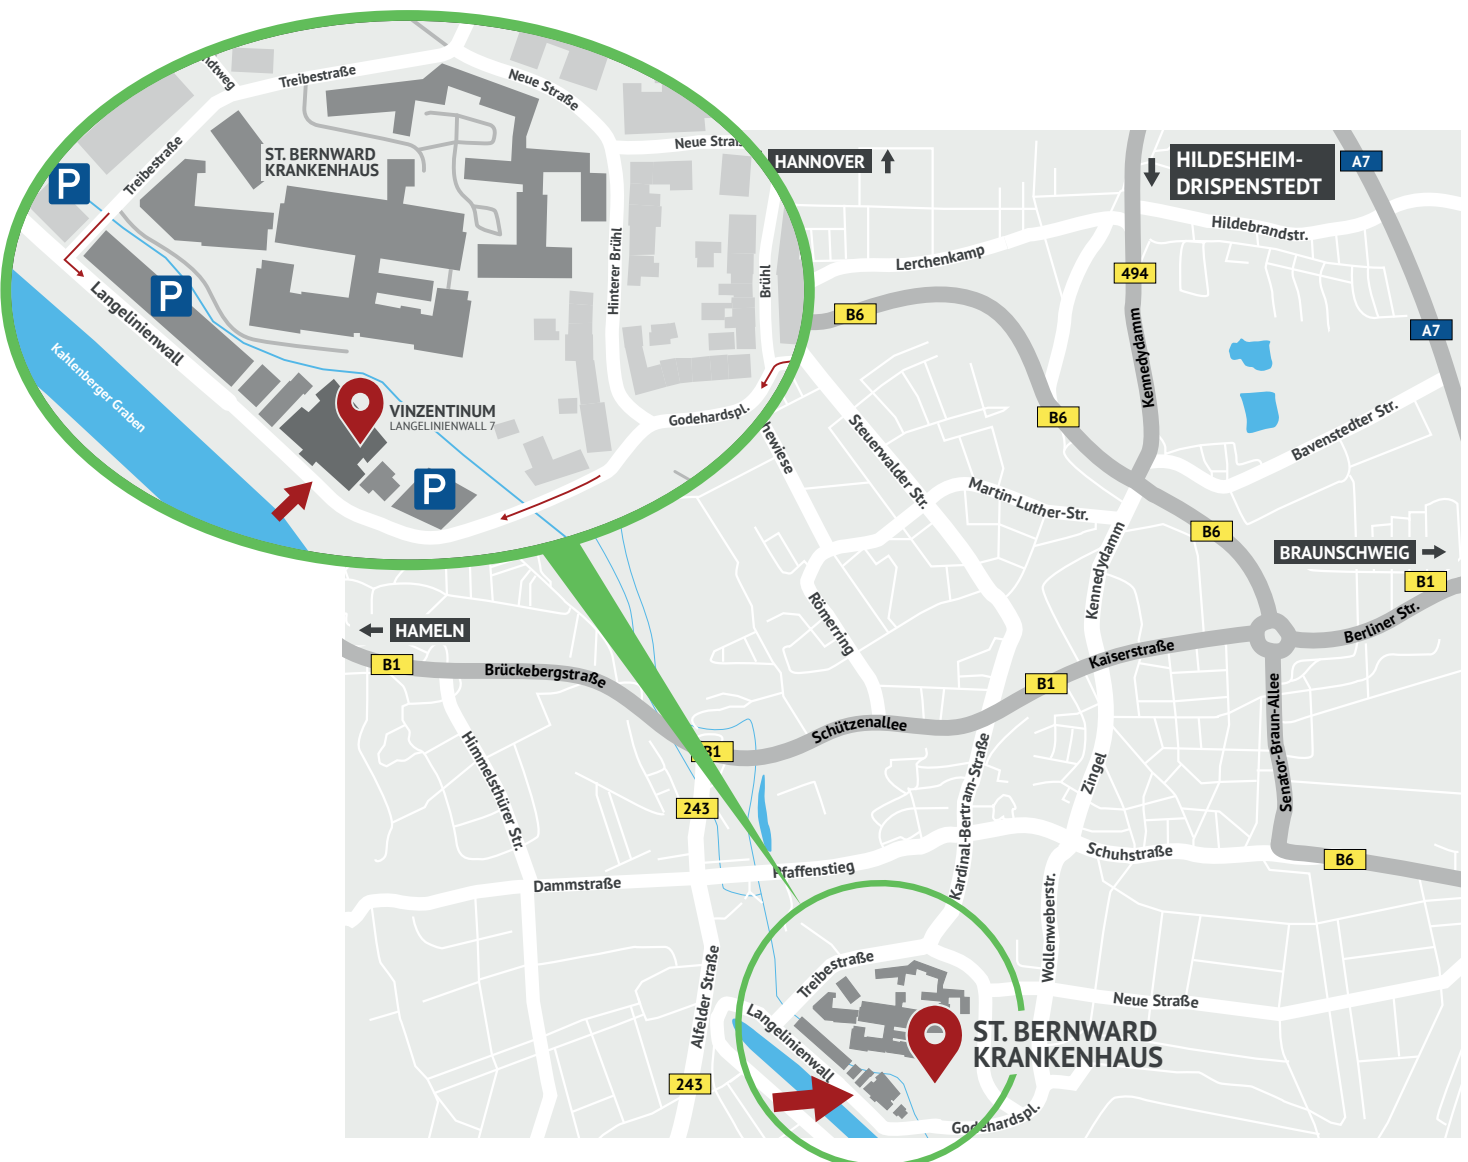 Treibestraße
Neue Straße
Neue
HANNOVER
HILDESHEIM-
DRISPENSTEDT
A7
ST. BERNWARD
KRANKENHAUS
P
Treibestraße
Hildebrandstr.
Lerchenkamp
494
Hinterer Brühl
Brühl
P
B6
A7
Langelinienwall
Kennedydamm
Kahlenberger Graben
VINZENTINUM
LANGELINIENWALL 7
Godehardspl.
B6
Bavenstedter Str.
Steuerwalder Str.
P
Martin-Luther-Str.
B6
BRAUNSCHWEIG
B1
Kennedydamm
Römerring
Berliner Str.
HAMELN
B1
Brückebergstraße
Kaiserstraße
B1
Schützenallee
Senator-Braun-Allee
B1
Himmelsthürer Str.
Kardinal-Bertram-Straße
Zingel
243
Schuhstraße
B6
Pfaffenstieg
Dammstraße
Wollenweberstr.
Treibestraße
Alfelder Straße
Neue Straße
Langelinienwall
ST. BERNWARD
KRANKENHAUS
243
Godehardspl.